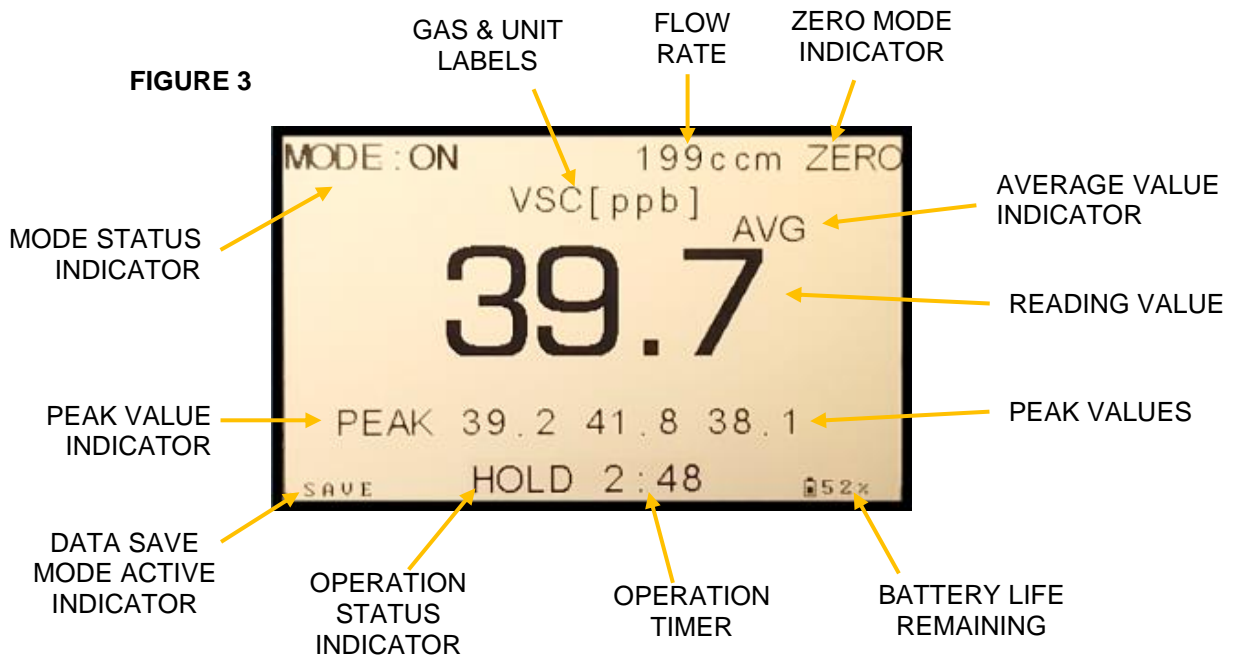 GAS & UNIT
LABELS
FLOW
RATE
ZERO MODE
INDICATOR
FIGURE 3
MODE:ON
199ccm
ZERO
VSC[ppb]
AVG
39.7
PEAK 39.2 41.8 38.1
SAVE
HOLD 2:48
52%
MODE STATUS
INDICATOR
AVERAGE VALUE
INDICATOR
READING VALUE
PEAK VALUE
INDICATOR
PEAK VALUES
DATA SAVE
MODE ACTIVE
INDICATOR
OPERATION
STATUS
INDICATOR
OPERATION
TIMER
BATTERY LIFE
REMAINING